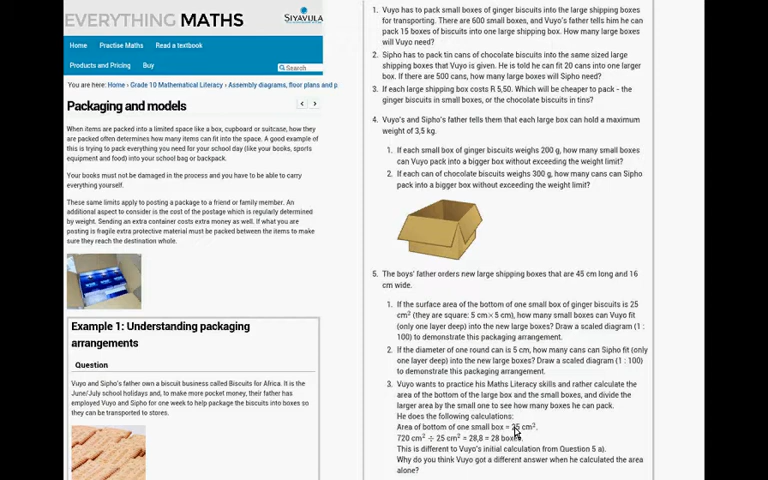 EVERYTHING MATHS
SIYAVULA
Home Practise Maths Read a textbook
Products and Pricing Buy
Search
You are here: Home › Grade 10 Mathematical Literacy › Assembly diagrams, floor plans and p
Packaging and models
When items are packed into a limited space like a box, cupboard or suitcase, how they
are packed often determines how many items can fit into the space. A good example of
this is trying to pack everything you need for your school day (like your books, sports
equipment and food) into your school bag or backpack.
Your books must not be damaged in the process and you have to be able to carry
everything yourself.
These same limits apply to posting a package to a friend or family member. An
additional aspect to consider is the cost of the postage which is regularly determined
by weight. Sending an extra container costs extra money as well. If what you are
posting is fragile extra protective material must be packed between the items to make
sure they reach the destination whole.
Example 1: Understanding packaging
arrangements
Question
Vuyo and Sipho's father own a biscuit business called Biscuits for Africa. It is the
June/July school holidays and, to make more pocket money, their father has
employed Vuyo and Sipho for one week to help package the biscuits into boxes so
they can be transported to stores.
1. Vuyo has to pack small boxes of ginger biscuits into the large shipping boxes
for transporting. There are 600 small boxes, and Vuyo's father tells him he can
pack 15 boxes of biscuits into one large shipping box. How many large boxes
will Vuyo need?
2. Sipho has to pack tin cans of chocolate biscuits into the same sized large
shipping boxes that Vuyo is given. He is told he can fit 20 cans into one larger
box. If there are 500 cans, how many large boxes will Sipho need?
3. If each large shipping box costs R 5,50. Which will be cheaper to pack - the
ginger biscuits in small boxes, or the chocolate biscuits in tins?
4. Vuyo's and Sipho's father tells them that each large box can hold a maximum
weight of 3,5 kg.
1. If each small box of ginger biscuits weighs 200 g, how many small boxes
can Vuyo pack into a bigger box without exceeding the weight limit?
2. If each can of chocolate biscuits weighs 300 g, how many cans can Sipho
pack into a bigger box without exceeding the weight limit?
5. The boys' father orders new large shipping boxes that are 45 cm long and 16
cm wide.
1. If the surface area of the bottom of one small box of ginger biscuits is 25
cm² (they are square: 5 cm× 5 cm), how many small boxes can Vuyo fit
(only one layer deep) into the new large boxes? Draw a scaled diagram (1 :
100) to demonstrate this packaging arrangement.
2. If the diameter of one round can is 5 cm, how many cans can Sipho fit (only
one layer deep) into the new large boxes? Draw a scaled diagram (1 : 100)
to demonstrate this packaging arrangement.
3. Vuyo wants to practice his Maths Literacy skills and rather calculate the
area of the bottom of the large box and the small boxes, and divide the
larger area by the small one to see how many boxes he can pack.
He does the following calculations:
Area of bottom of one small box = 25 cm².
720 cm² ÷ 25 cm² = 28,8 = 28 boxes.
This is different to Vuyo's initial calculation from Question 5 a).
Why do you think Vuyo got a different answer when he calculated the area
alone?